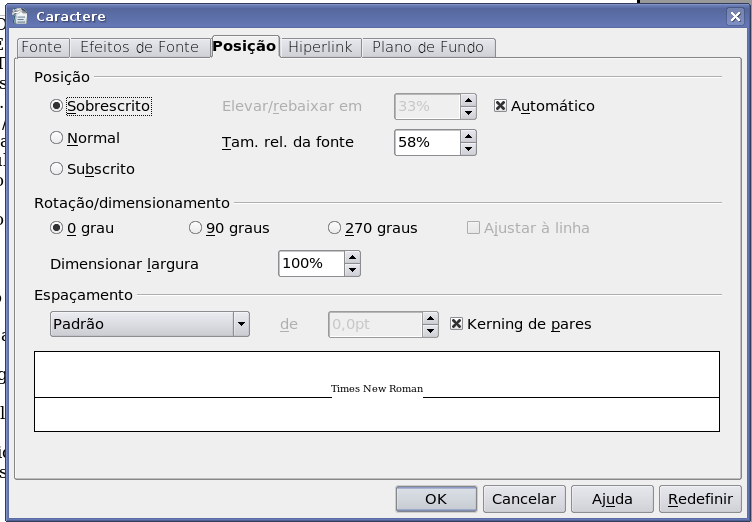 Caractere
Fonte Efeitos de Fonte Posição Hiperlink Plano de Fundo
Posição
Sobrescrito Elevar/rebaixar em 33% Automático
Normal Tam. rel. da fonte 58%
Subscrito
Rotação/dimensionamento
0 grau 90 graus 270 graus Ajustar à linha
Dimensionar largura 100%
Espaçamento
Padrão de 0,0pt Kerning de pares
Times New Roman
OK Cancelar Ajuda Redefinir